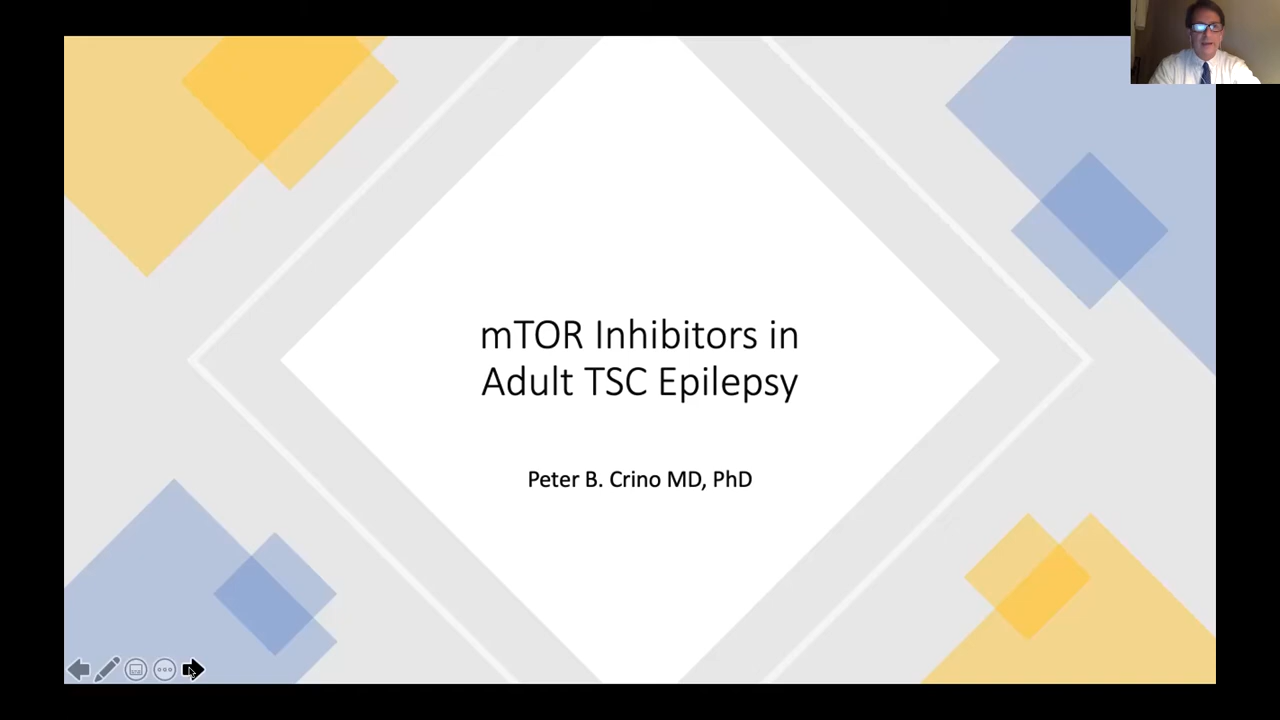 mTOR Inhibitors in
Adult TSC Epilepsy
Peter B. Crino MD, PhD